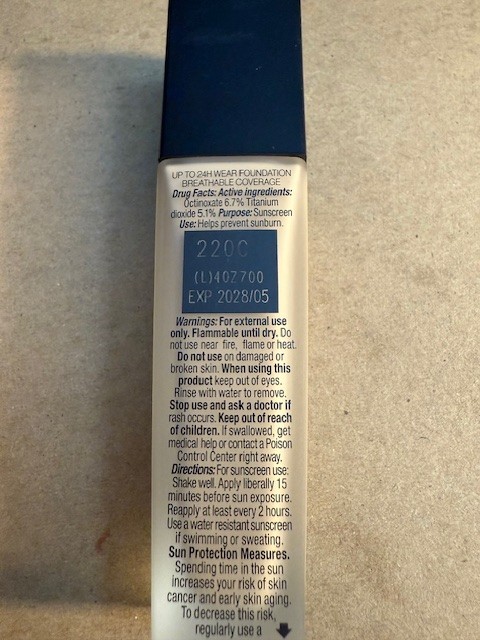 UP TO 24H WEAR FOUNDATION
BREATHABLE COVERAGE
Drug Facts: Active ingredients:
Octinoxate 6.7% Titanium
dioxide 5.1% Purpose: Sunscreen
Use: Helps prevent sunburn.
220C
(L)40Z700
EXP 2028/05
Warnings: For external use
only. Flammable until dry. Do
not use near fire, flame or heat.
Do not use on damaged or
broken skin. When using this
product keep out of eyes.
Rinse with water to remove.
Stop use and ask a doctor if
rash occurs. Keep out of reach
of children. If swallowed, get
medical help or contact a Poison
Control Center right away.
Directions: For sunscreen use:
Shake well. Apply liberally 15
minutes before sun exposure.
Reapply at least every 2 hours.
Use a water resistant sunscreen
if swimming or sweating.
Sun Protection Measures.
Spending time in the sun
increases your risk of skin
cancer and early skin aging.
To decrease this risk,
regularly use a